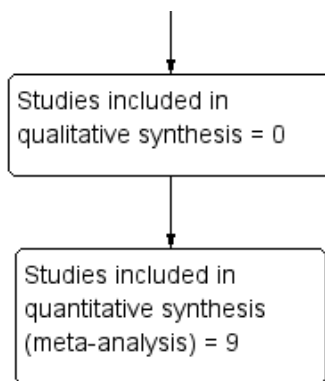 Studies included in
qualitative synthesis = 0
Studies included in
quantitative synthesis
(meta-analysis) = 9